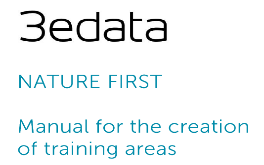 3edata
NATURE FIRST
Manual for the creation
of training areas